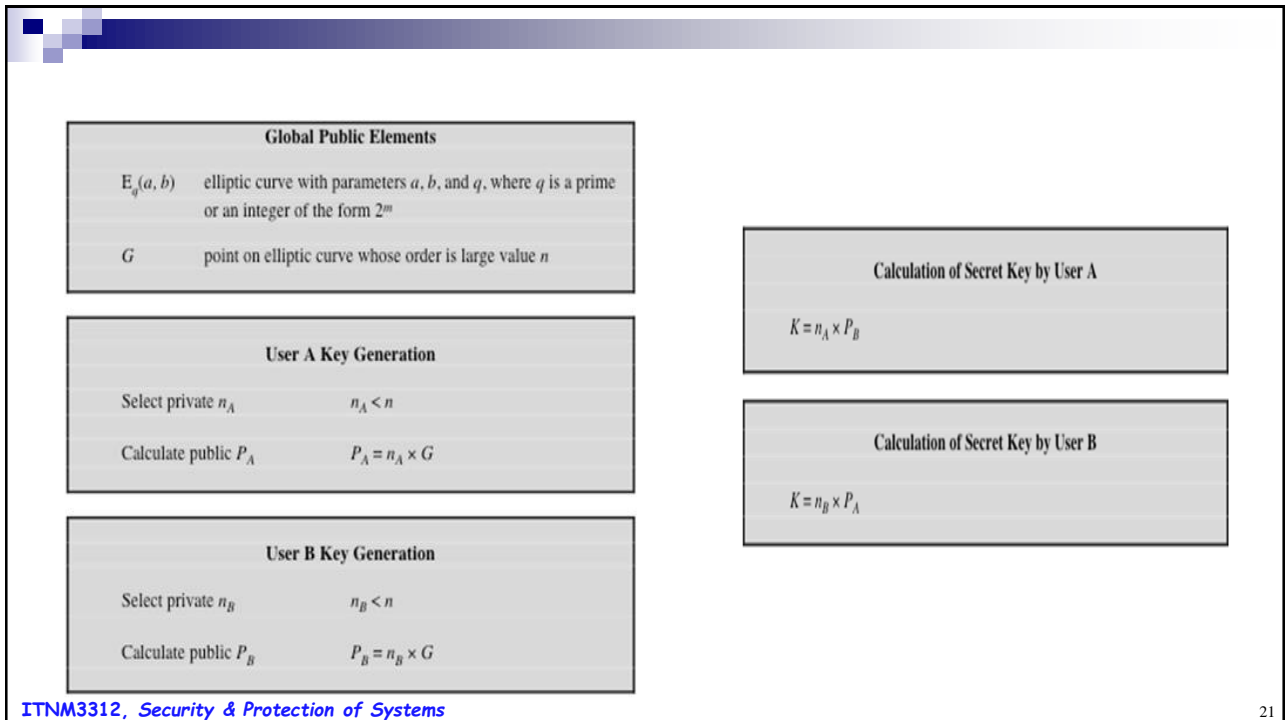 Global Public Elements
E_q(a, b) elliptic curve with parameters a, b, and q, where q is a prime
or an integer of the form 2^m
G point on elliptic curve whose order is large value n
User A Key Generation
Select private n_A n_A < n
Calculate public P_A P_A = n_A × G
User B Key Generation
Select private n_B n_B < n
Calculate public P_B P_B = n_B × G
Calculation of Secret Key by User A
K = n_A × P_B
Calculation of Secret Key by User B
K = n_B × P_A
ITNM3312, Security & Protection of Systems
21